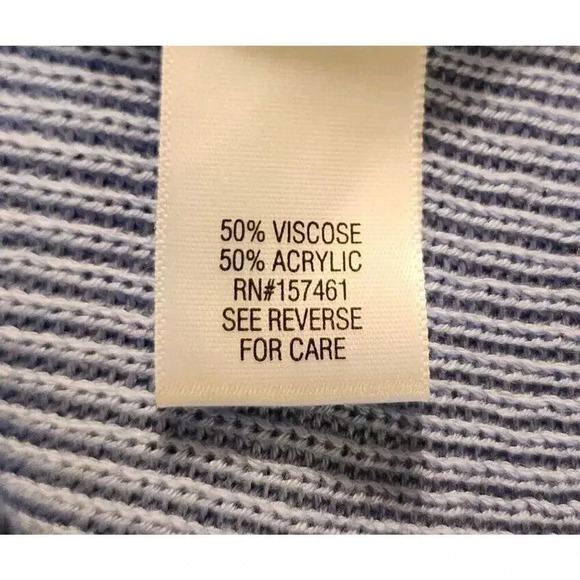 50% VISCOSE
50% ACRYLIC
RN#157461
SEE REVERSE
FOR CARE